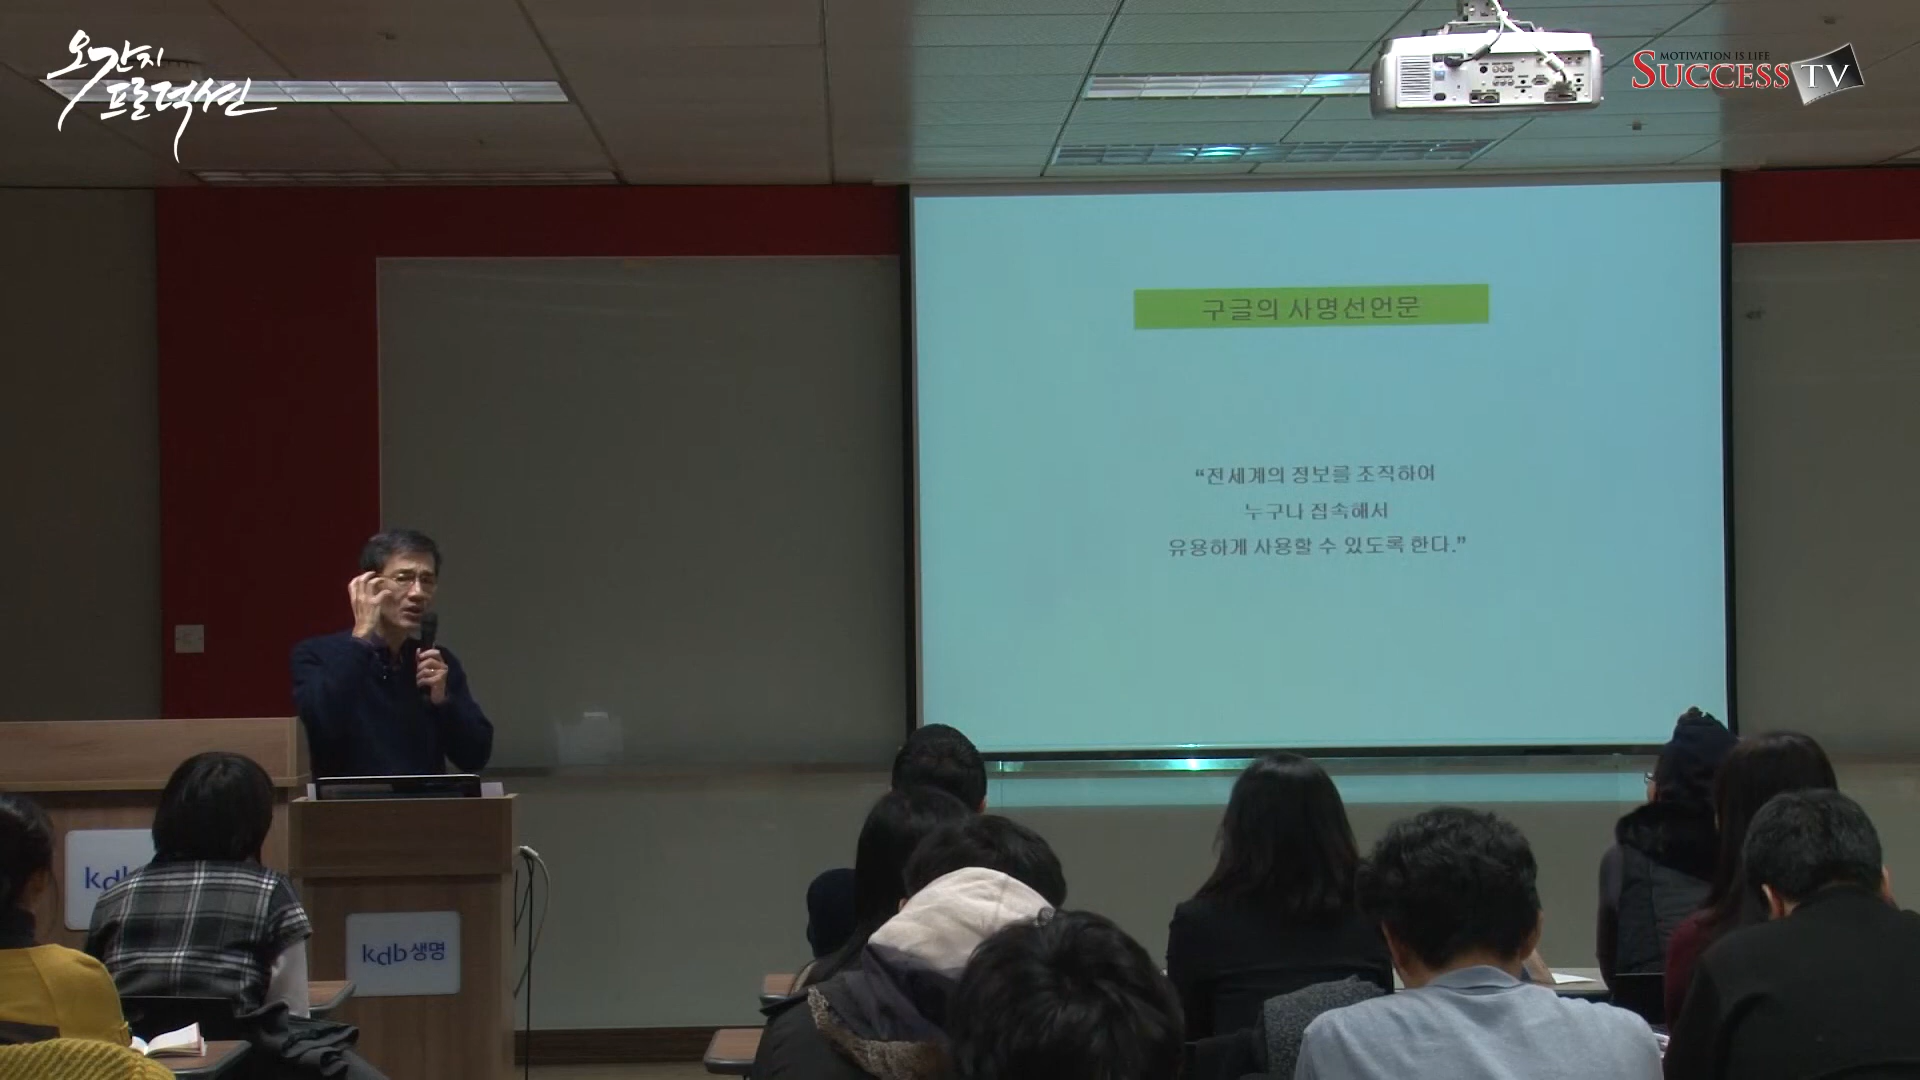 오간지
프로덕션
MOTIVATION IS LIFE
SUCCESS TV
구글의 사명선언문
“전세계의 정보를 조직하여
누구나 접속해서
유용하게 사용할 수 있도록 한다.”
kdb
kdb생명